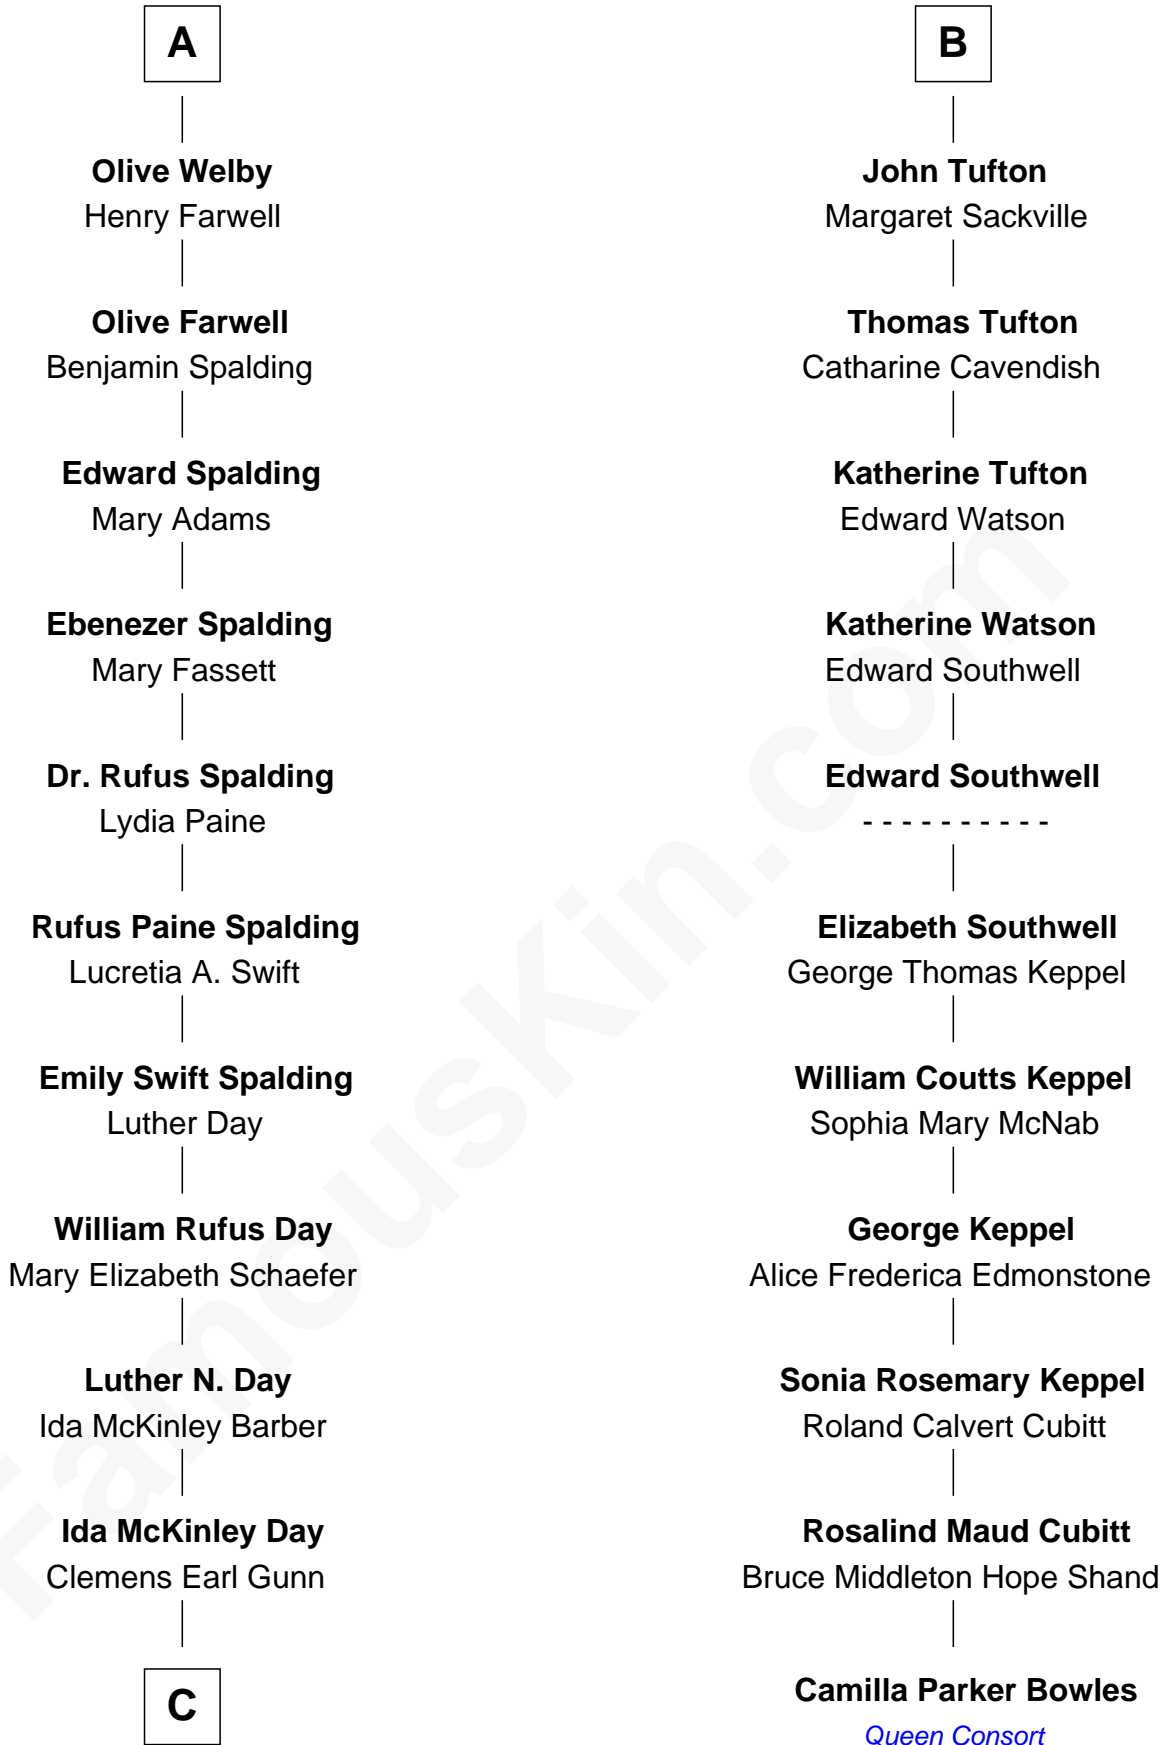 A
Olive Welby
Henry Farwell
Olive Farwell
Benjamin Spalding
Edward Spalding
Mary Adams
Ebenezer Spalding
Mary Fassett
Dr. Rufus Spalding
Lydia Paine
Rufus Paine Spalding
Lucretia A. Swift
Emily Swift Spalding
Luther Day
William Rufus Day
Mary Elizabeth Schaefer
Luther N. Day
Ida McKinley Barber
Ida McKinley Day
Clemens Earl Gunn
C
B
John Tufton
Margaret Sackville
Thomas Tufton
Catharine Cavendish
Katherine Tufton
Edward Watson
Katherine Watson
Edward Southwell
Edward Southwell
- - - - - - - - - -
Elizabeth Southwell
George Thomas Keppel
William Coutts Keppel
Sophia Mary McNab
George Keppel
Alice Frederica Edmonstone
Sonia Rosemary Keppel
Roland Calvert Cubitt
Rosalind Maud Cubitt
Bruce Middleton Hope Shand
Camilla Parker Bowles
Queen Consort
FamousKin.com